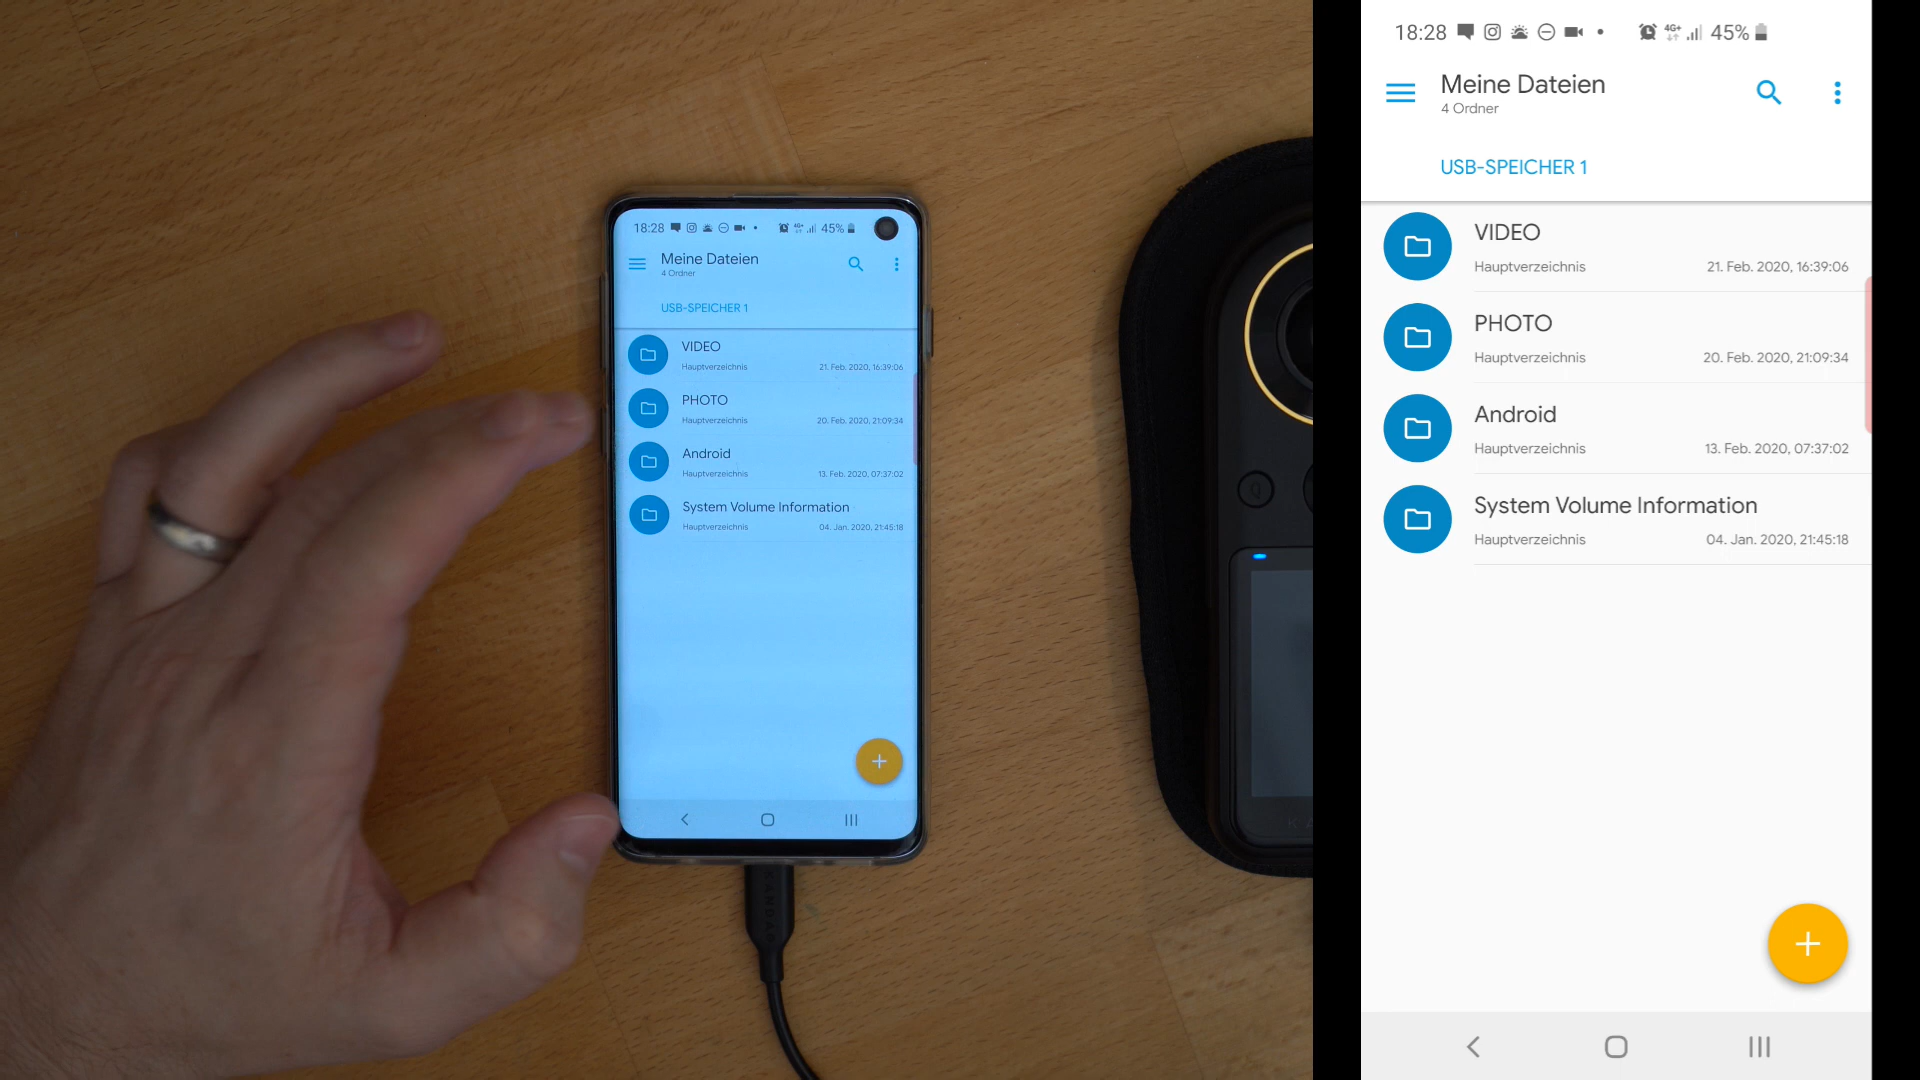 18:28 45%
Meine Dateien
4 Ordner
USB-SPEICHER 1
VIDEO
Hauptverzeichnis 21. Feb. 2020, 16:39:06
PHOTO
Hauptverzeichnis 20. Feb. 2020, 21:09:34
Android
Hauptverzeichnis 13. Feb. 2020, 07:37:02
System Volume Information
Hauptverzeichnis 04. Jan. 2020, 21:45:18
KANDAO
18:28 4G+ 45%
Meine Dateien
4 Ordner
USB-SPEICHER 1
VIDEO
Hauptverzeichnis 21. Feb. 2020, 16:39:06
PHOTO
Hauptverzeichnis 20. Feb. 2020, 21:09:34
Android
Hauptverzeichnis 13. Feb. 2020, 07:37:02
System Volume Information
Hauptverzeichnis 04. Jan. 2020, 21:45:18